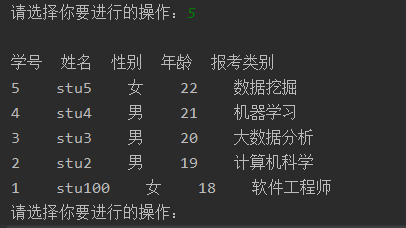 请选择你要进行的操作：5
学号 姓名 性别 年龄 报考类别
5 stu5 女 22 数据挖掘
4 stu4 男 21 机器学习
3 stu3 男 20 大数据分析
2 stu2 男 19 计算机科学
1 stu100 女 18 软件工程师
请选择你要进行的操作：